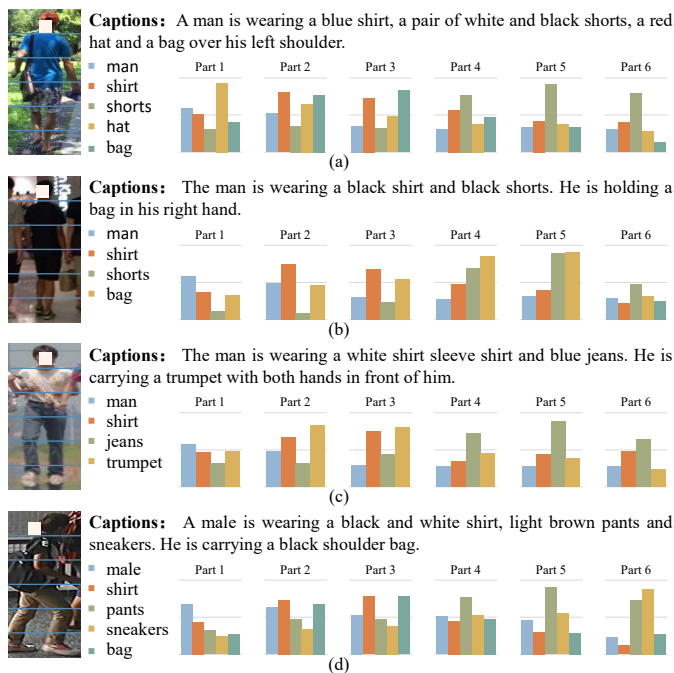 Captions: A man is wearing a blue shirt, a pair of white and black shorts, a red
hat and a bag over his left shoulder.
man
shirt
shorts
hat
bag
Part 1 Part 2 Part 3 Part 4 Part 5 Part 6
(a)
Captions: The man is wearing a black shirt and black shorts. He is holding a
bag in his right hand.
man
shirt
shorts
bag
Part 1 Part 2 Part 3 Part 4 Part 5 Part 6
(b)
Captions: The man is wearing a white shirt sleeve shirt and blue jeans. He is
carrying a trumpet with both hands in front of him.
man
shirt
jeans
trumpet
Part 1 Part 2 Part 3 Part 4 Part 5 Part 6
(c)
Captions: A male is wearing a black and white shirt, light brown pants and
sneakers. He is carrying a black shoulder bag.
male
shirt
pants
sneakers
bag
Part 1 Part 2 Part 3 Part 4 Part 5 Part 6
(d)